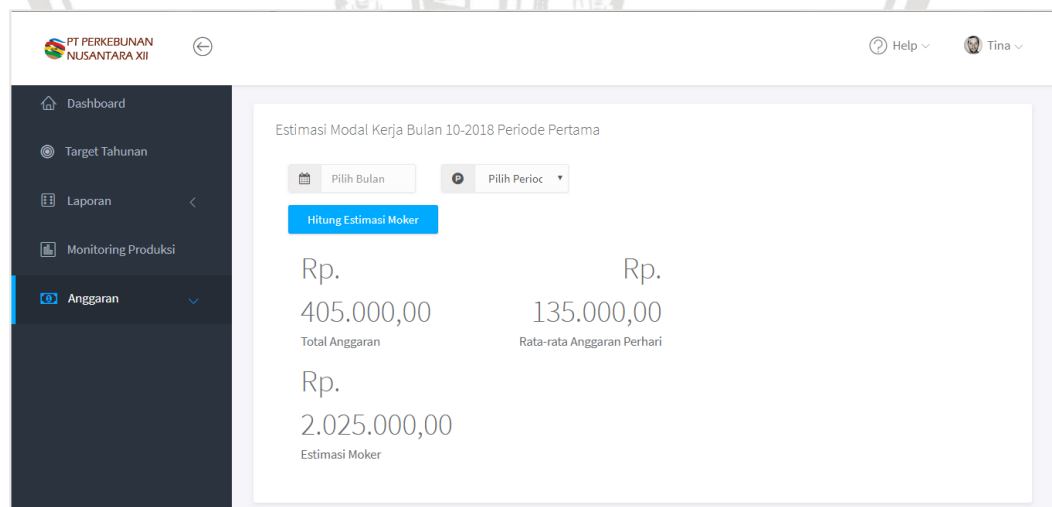 PT PERKEBUNAN
NUSANTARA XII
Help
Tina
Dashboard
Target Tahunan
Laporan
Monitoring Produksi
Anggaran
Estimasi Modal Kerja Bulan 10-2018 Periode Pertama
Pilih Bulan
P
Pilih Perioc
Hitung Estimasi Moker
Rp.
405.000,00
Total Anggaran
Rp.
135.000,00
Rata-rata Anggaran Perhari
Rp.
2.025.000,00
Estimasi Moker